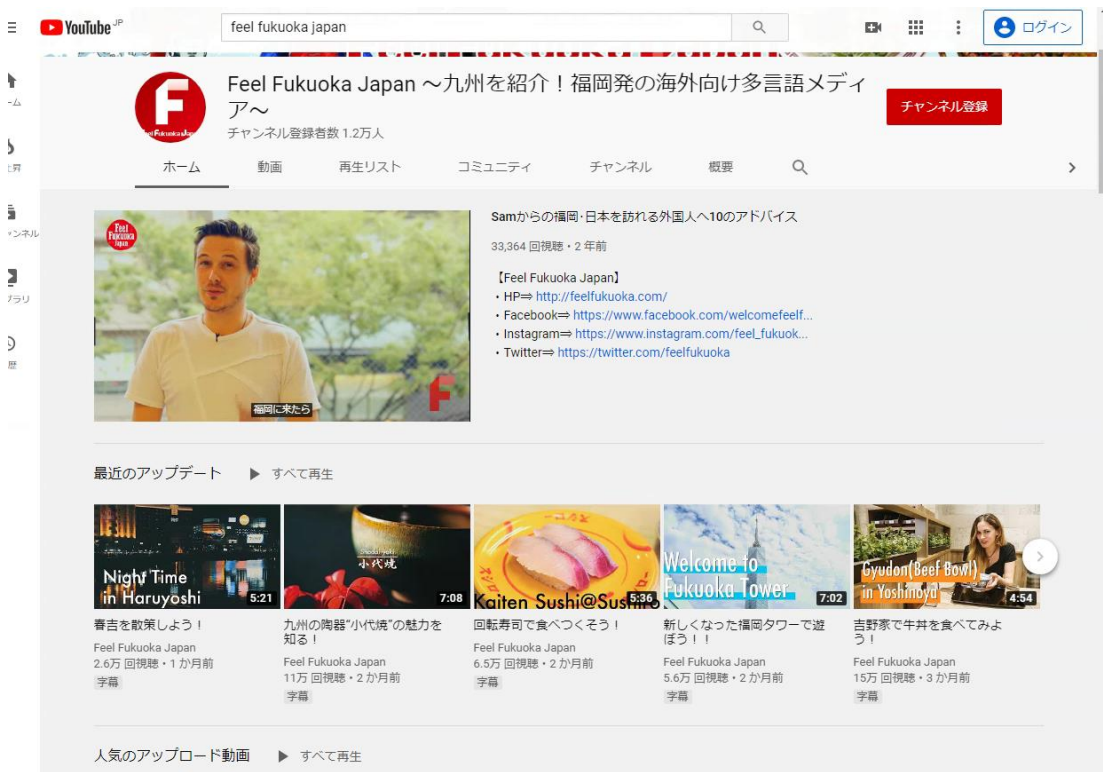 YouTube JP
feel fukuoka japan
ログイン
Feel Fukuoka Japan ～九州を紹介！福岡発の海外向け多言語メデイ
ア～
チャンネル登録者数 1.2万人
チャンネル登録
ホーム 動画 再生リスト コミュニティ チャンネル 概要
Feel
Fukuoka
Japan
福岡に来たら
Samからの福岡･日本を訪れる外国人へ10のアドバイス
33,364 回視聴・2 年前
【Feel Fukuoka Japan】
・HP⇒ http://feelfukuoka.com/
・Facebook⇒ https://www.facebook.com/welcomefeelf...
・Instagram⇒ https://www.instagram.com/feel_fukuok...
・Twitter⇒ https://twitter.com/feelfukuoka
最近のアップデート ▶ すべて再生
Night Time
in Haruyoshi
5:21
春吉を散策しよう！
Feel Fukuoka Japan
2.6万 回視聴・1 か月前
字幕
小代焼
7:08
九州の陶器"小代焼"の魅力を
知る！
Feel Fukuoka Japan
11万 回視聴・2 か月前
字幕
Kaiten Sushi@Sushiro
5:36
回転寿司で食べつくそう！
Feel Fukuoka Japan
6.5万 回視聴・2 か月前
字幕
Welcome to
Fukuoka Tower
7:02
新しくなった福岡タワーで遊
ぼう！！
Feel Fukuoka Japan
5.6万 回視聴・2 か月前
字幕
Gyudon(Beef Bowl)
in Yoshinoya
4:54
吉野家で牛丼を食べてみよ
う！
Feel Fukuoka Japan
15万 回視聴・3 か月前
字幕
人気のアップロード動画 ▶ すべて再生